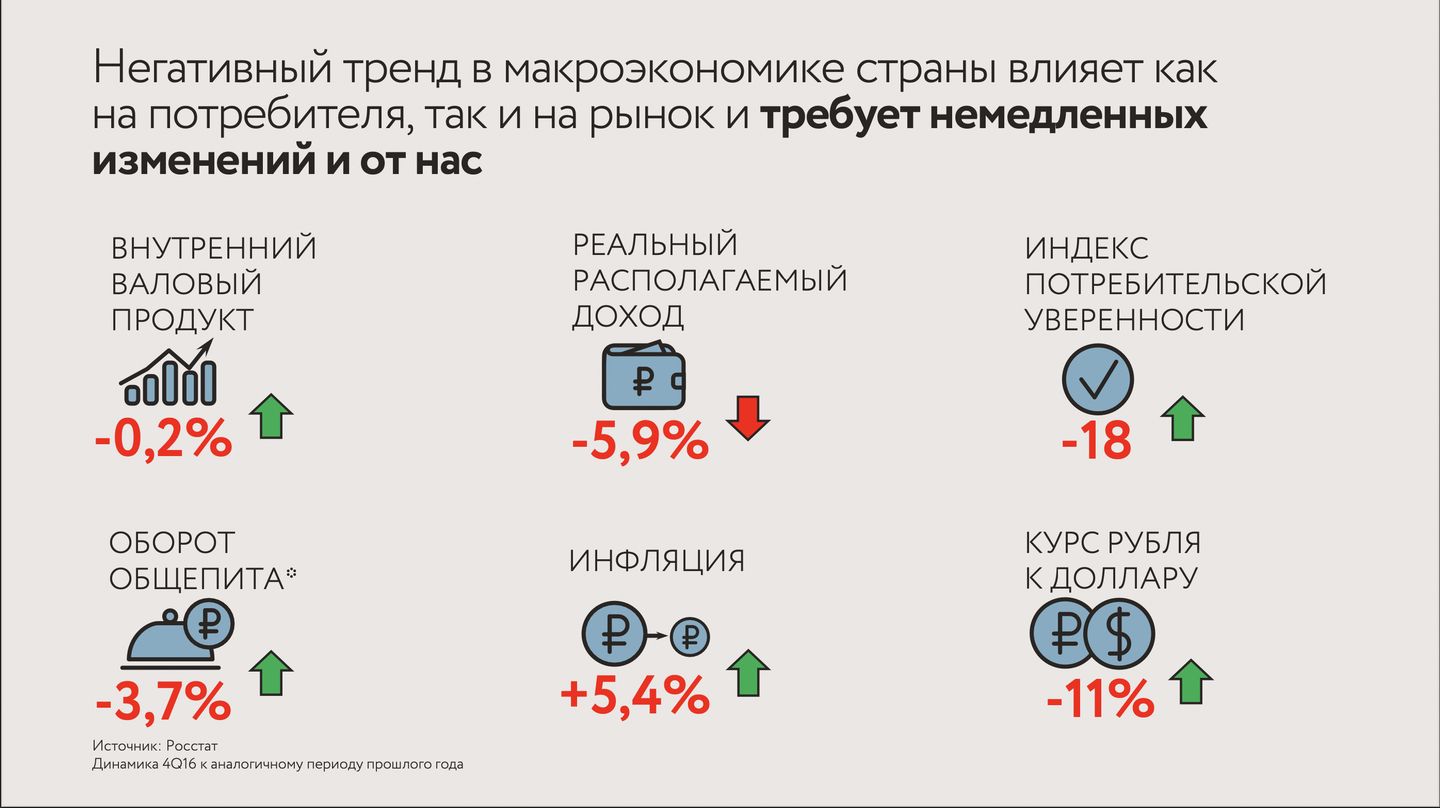 Негативный тренд в макроэкономике страны влияет как
на потребителя, так и на рынок и требует немедленных
изменений и от нас
ВНУТРЕННИЙ
ВАЛОВЫЙ
ПРОДУКТ
-0,2%
РЕАЛЬНЫЙ
РАСПОЛАГАЕМЫЙ
ДОХОД
₽
-5,9%
ИНДЕКС
ПОТРЕБИТЕЛЬСКОЙ
УВЕРЕННОСТИ
-18
ОБОРОТ
ОБЩЕПИТА*
₽
-3,7%
ИНФЛЯЦИЯ
₽ ₽
+5,4%
КУРС РУБЛЯ
К ДОЛЛАРУ
₽ $
-11%
Источник: Росстат
Динамика 4Q16 к аналогичному периоду прошлого года